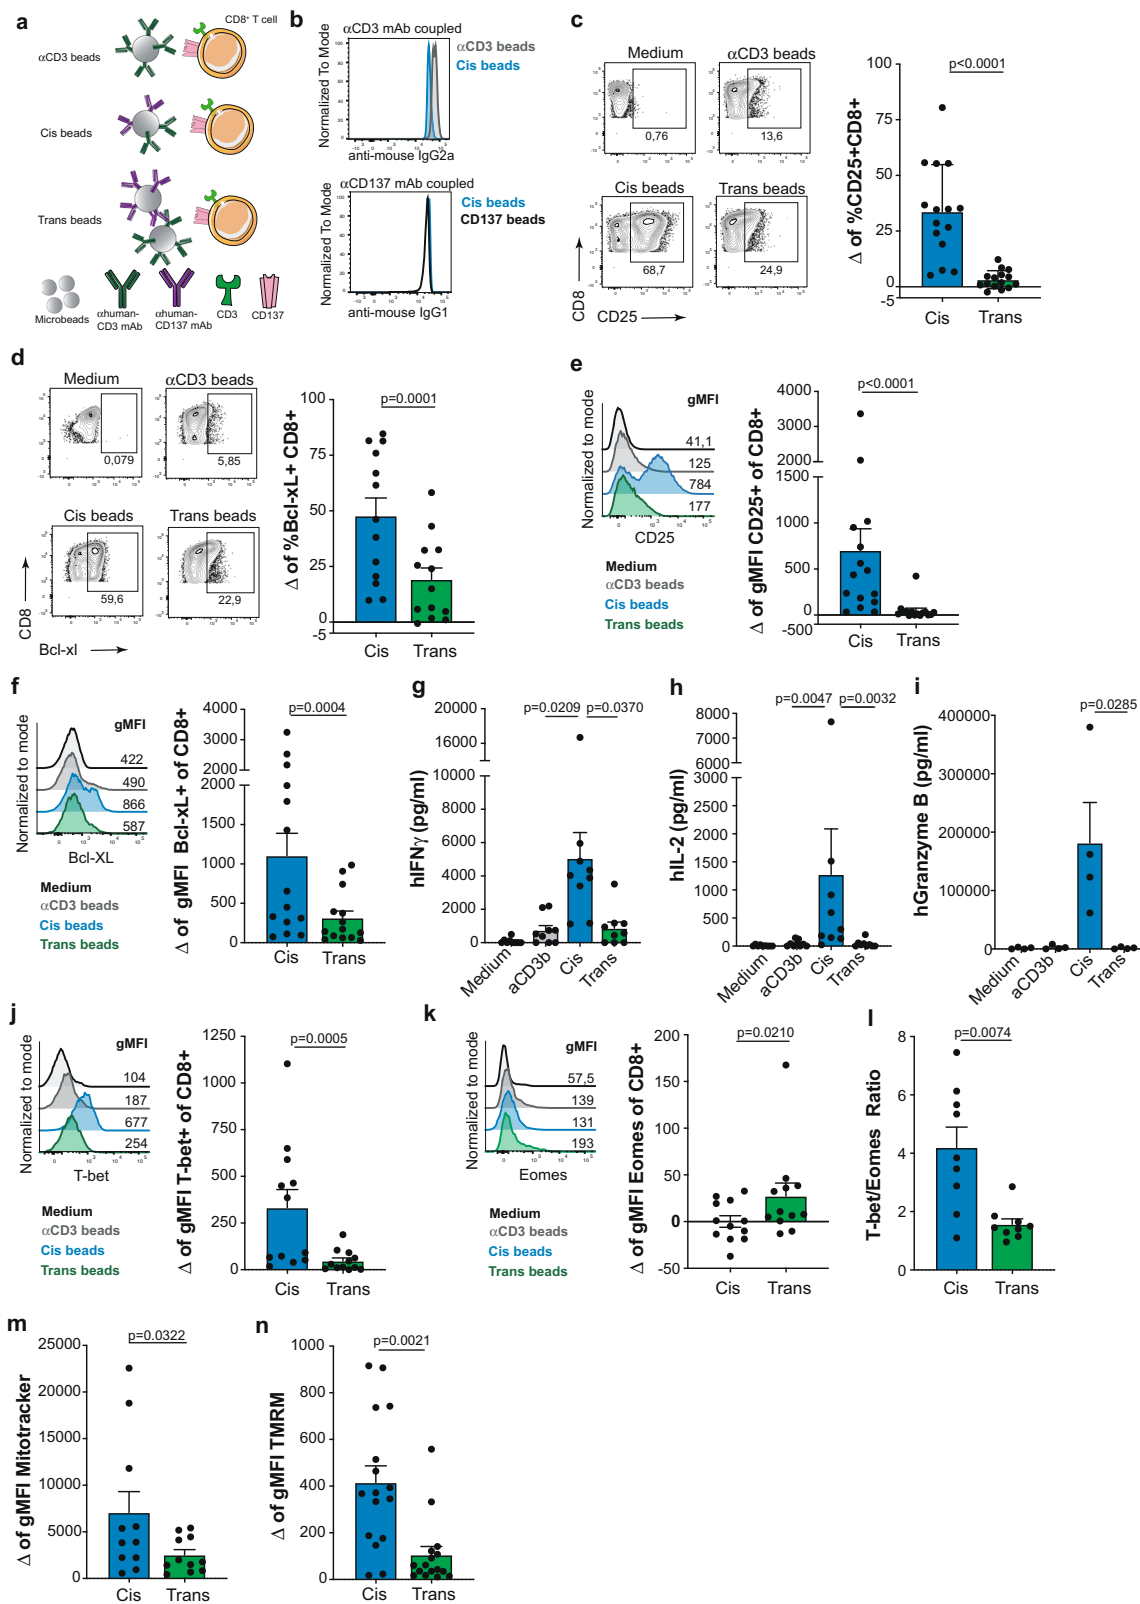 a
CD8⁺ T cell
αCD3 beads
Cis beads
Trans beads
Microbeads
αhuman-
CD3 mAb
αhuman-
CD137 mAb
CD3
CD137
b
αCD3 mAb coupled
αCD3 beads
Cis beads
Normalized To Mode
anti-mouse IgG2a
αCD137 mAb coupled
Cis beads
CD137 beads
Normalized To Mode
anti-mouse IgG1
c
Medium
αCD3 beads
0,76
13,6
Cis beads
Trans beads
68,7
24,9
CD8
CD25
Δ of %CD25+CD8+
p<0.0001
100
75
50
25
0
-5
Cis
Trans
d
Medium
αCD3 beads
0,079
5,85
Cis beads
Trans beads
59,6
22,9
CD8
Bcl-xl
Δ of %Bcl-xL+ CD8+
p=0.0001
100
75
50
25
0
-5
Cis
Trans
e
Normalized to mode
gMFI
41,1
125
784
177
CD25
Medium
αCD3 beads
Cis beads
Trans beads
Δ of gMFI CD25+ of CD8+
p<0.0001
4000
3000
2000
1500
1000
500
0
-500
Cis
Trans
f
Normalized to mode
gMFI
422
490
866
587
Bcl-XL
Medium
αCD3 beads
Cis beads
Trans beads
Δ of gMFI Bcl-xL+ of CD8+
p=0.0004
4000
3000
2000
2000
1500
1000
500
0
Cis
Trans
g
hIFNγ (pg/ml)
p=0.0209
p=0.0370
20000
16000
12000
10000
8000
6000
4000
2000
0
Medium
aCD3b
Cis
Trans
h
hIL-2 (pg/ml)
p=0.0047
p=0.0032
8000
7000
6000
5000
4000
3000
3000
2500
2000
1500
1000
500
0
Medium
aCD3b
Cis
Trans
i
hGranzyme B (pg/ml)
p=0.0285
400000
300000
200000
100000
0
Medium
aCD3b
Cis
Trans
j
Normalized to mode
gMFI
104
187
677
254
T-bet
Medium
αCD3 beads
Cis beads
Trans beads
Δ of gMFI T-bet+ of CD8+
p=0.0005
1250
1000
750
500
250
0
Cis
Trans
k
Normalized to mode
gMFI
57,5
139
131
193
Eomes
Medium
αCD3 beads
Cis beads
Trans beads
Δ of gMFI Eomes of CD8+
p=0.0210
200
150
100
50
0
-50
Cis
Trans
l
T-bet/Eomes Ratio
p=0.0074
8
6
4
2
0
Cis
Trans
m
Δ of gMFI Mitotracker
p=0.0322
25000
20000
15000
10000
5000
0
Cis
Trans
n
Δ of gMFI TMRM
p=0.0021
1000
800
600
400
200
0
Cis
Trans